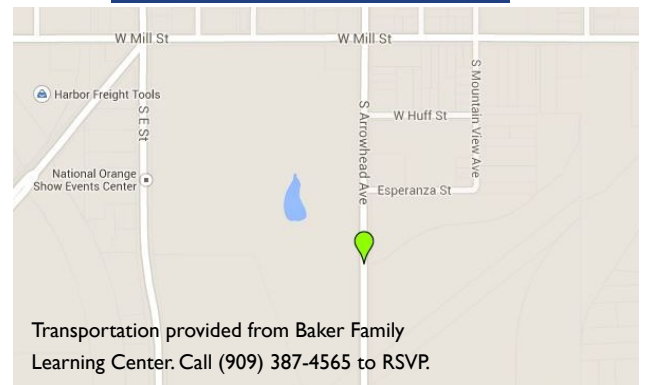 W Mill St
W Mill St
Harbor Freight Tools
S E St
S Arrowhead Ave
S Mountain View Ave
W Huff St
National Orange
Show Events Center
Esperanza St
Transportation provided from Baker Family
Learning Center. Call (909) 387-4565 to RSVP.